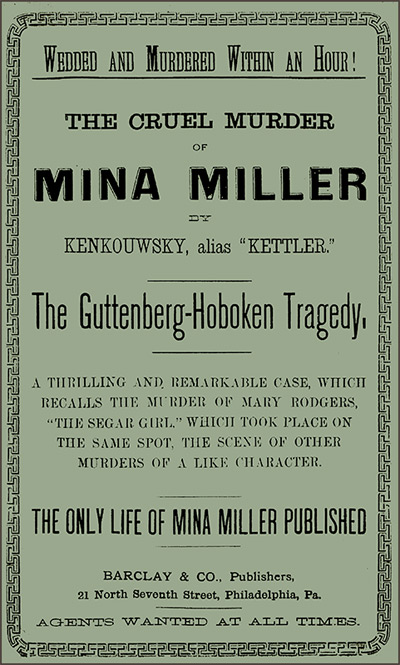 WEDDED AND MURDERED WITHIN AN HOUR!
THE CRUEL MURDER
OF
MINA MILLER
BY
KENKOUWSKY, alias "KETTLER."
The Guttenberg-Hoboken Tragedy.
A THRILLING AND REMARKABLE CASE, WHICH
RECALLS THE MURDER OF MARY RODGERS,
"THE SEGAR GIRL," WHICH TOOK PLACE ON
THE SAME SPOT, THE SCENE OF OTHER
MURDERS OF A LIKE CHARACTER.
THE ONLY LIFE OF MINA MILLER PUBLISHED
BARCLAY & CO., Publishers,
21 North Seventh Street, Philadelphia, Pa.
AGENTS WANTED AT ALL TIMES.